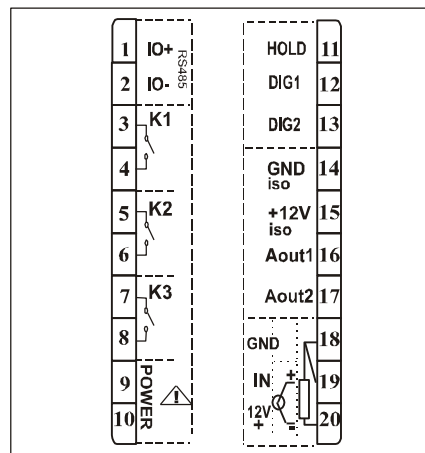 1 IO+
2 IO-
RS485
3 K1
4
5 K2
6
7 K3
8
9
10
POWER
HOLD 11
DIG1 12
DIG2 13
GND 14
iso
+12V 15
iso
Aout1 16
Aout2 17
GND 18
IN + 19
12V - 20
+